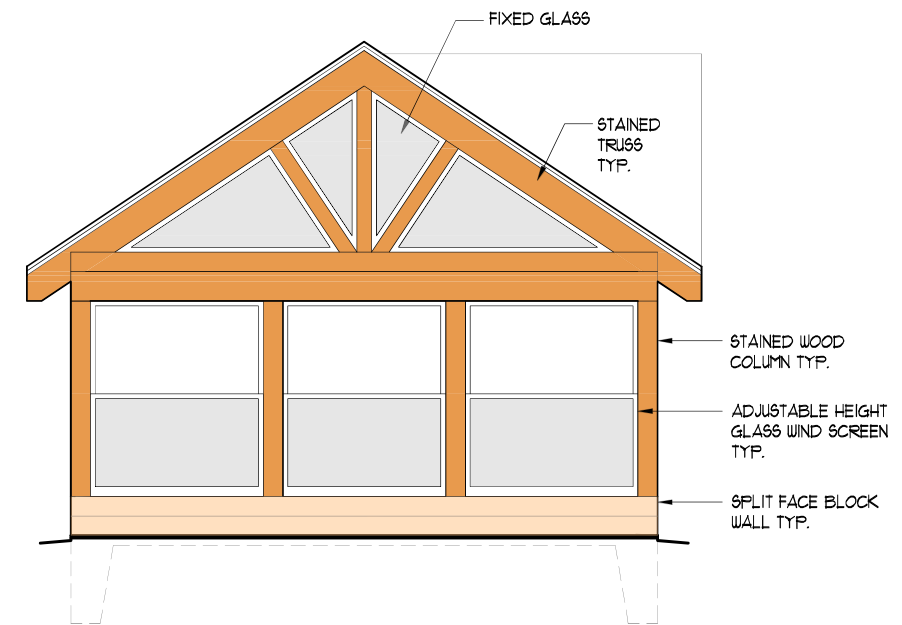 FIXED GLASS
STAINED
TRUSS
TYP.
STAINED WOOD
COLUMN TYP.
ADJUSTABLE HEIGHT
GLASS WIND SCREEN
TYP.
SPLIT FACE BLOCK
WALL TYP.